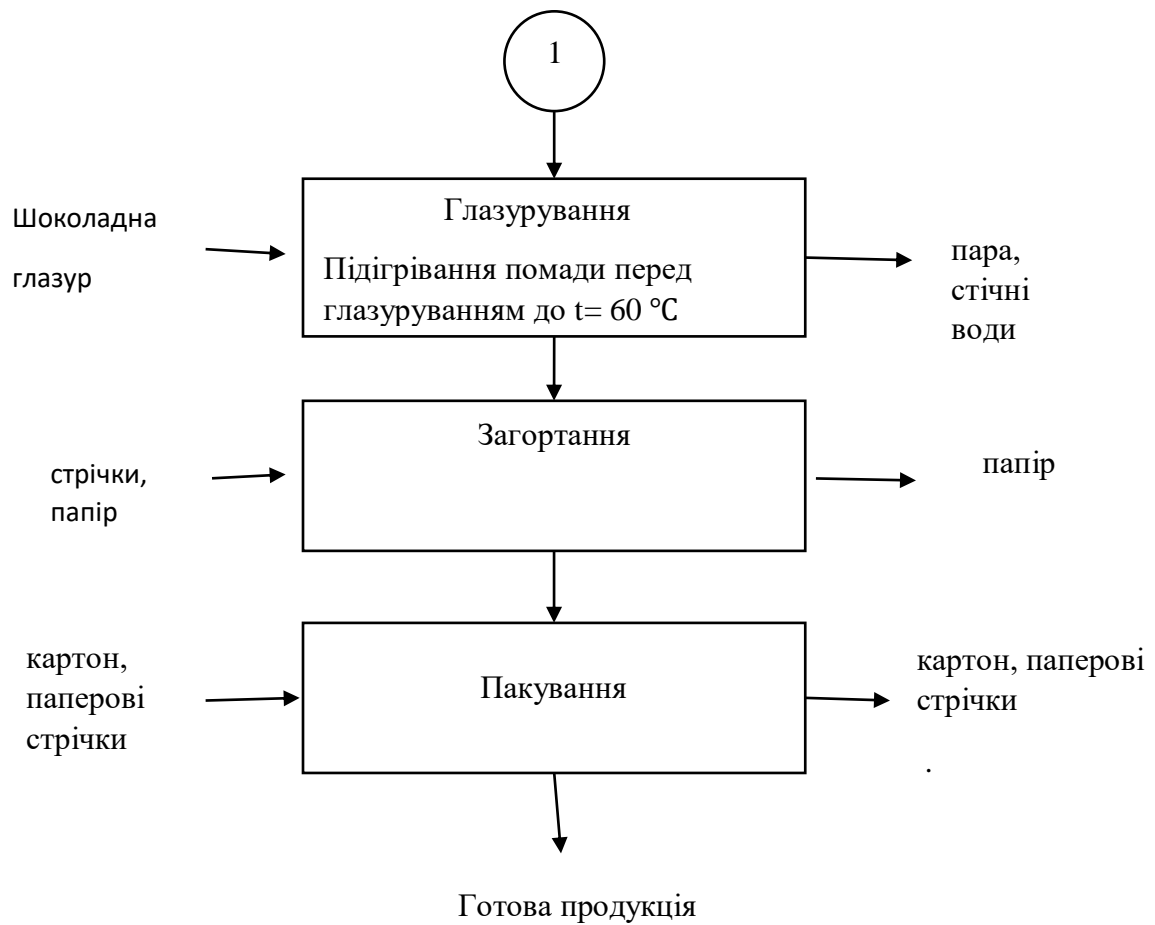 1
Глазурування
Підігрівання помади перед
глазуруванням до t= 60 ℃
Шоколадна
глазур
пара,
стічні
води
Загортання
стрічки,
папір
папір
Пакування
картон,
паперові
стрічки
картон, паперові
стрічки
.
Готова продукція